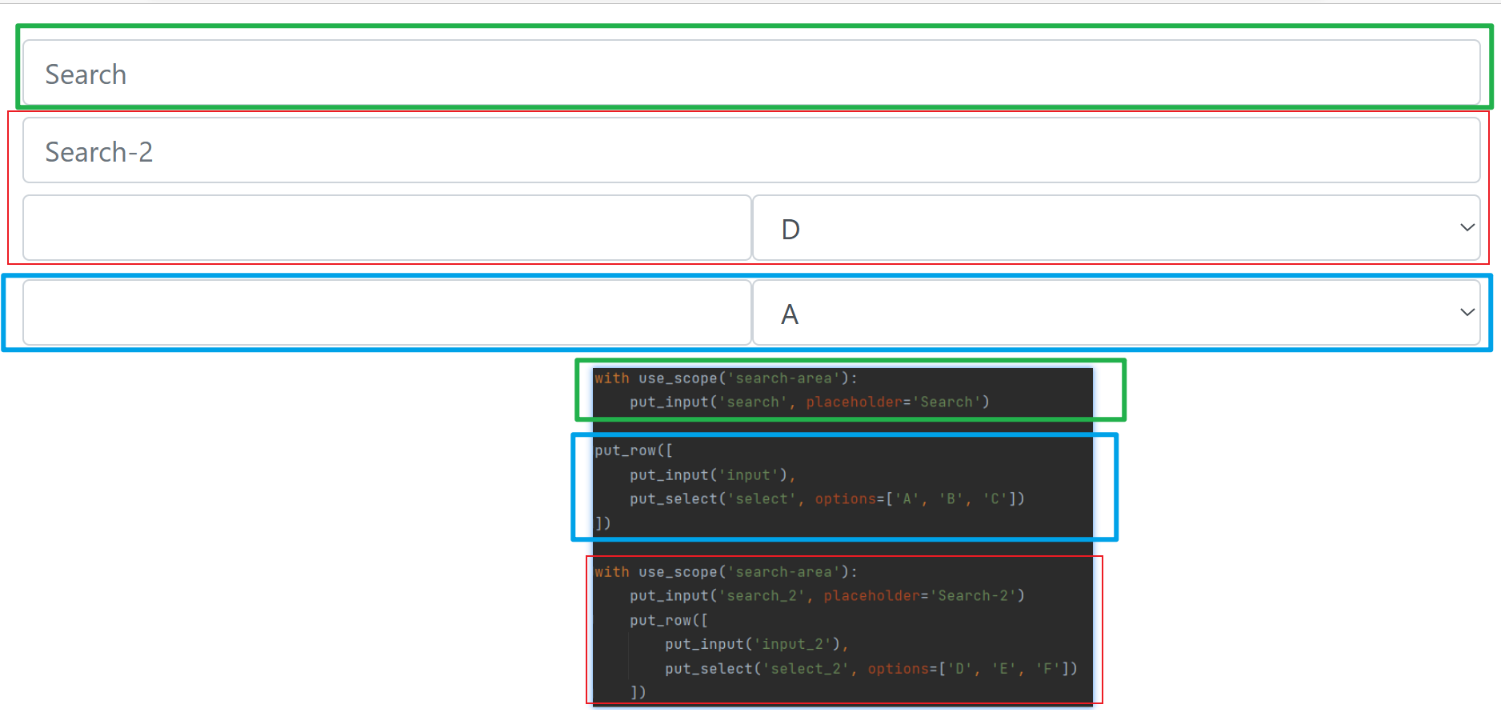 Search
Search-2
D
A
with use_scope('search-area'):
    put_input('search', placeholder='Search')
put_row([
    put_input('input'),
    put_select('select', options=['A', 'B', 'C'])
])
with use_scope('search-area'):
    put_input('search_2', placeholder='Search-2')
    put_row([
        put_input('input_2'),
        put_select('select_2', options=['D', 'E', 'F'])
    ])